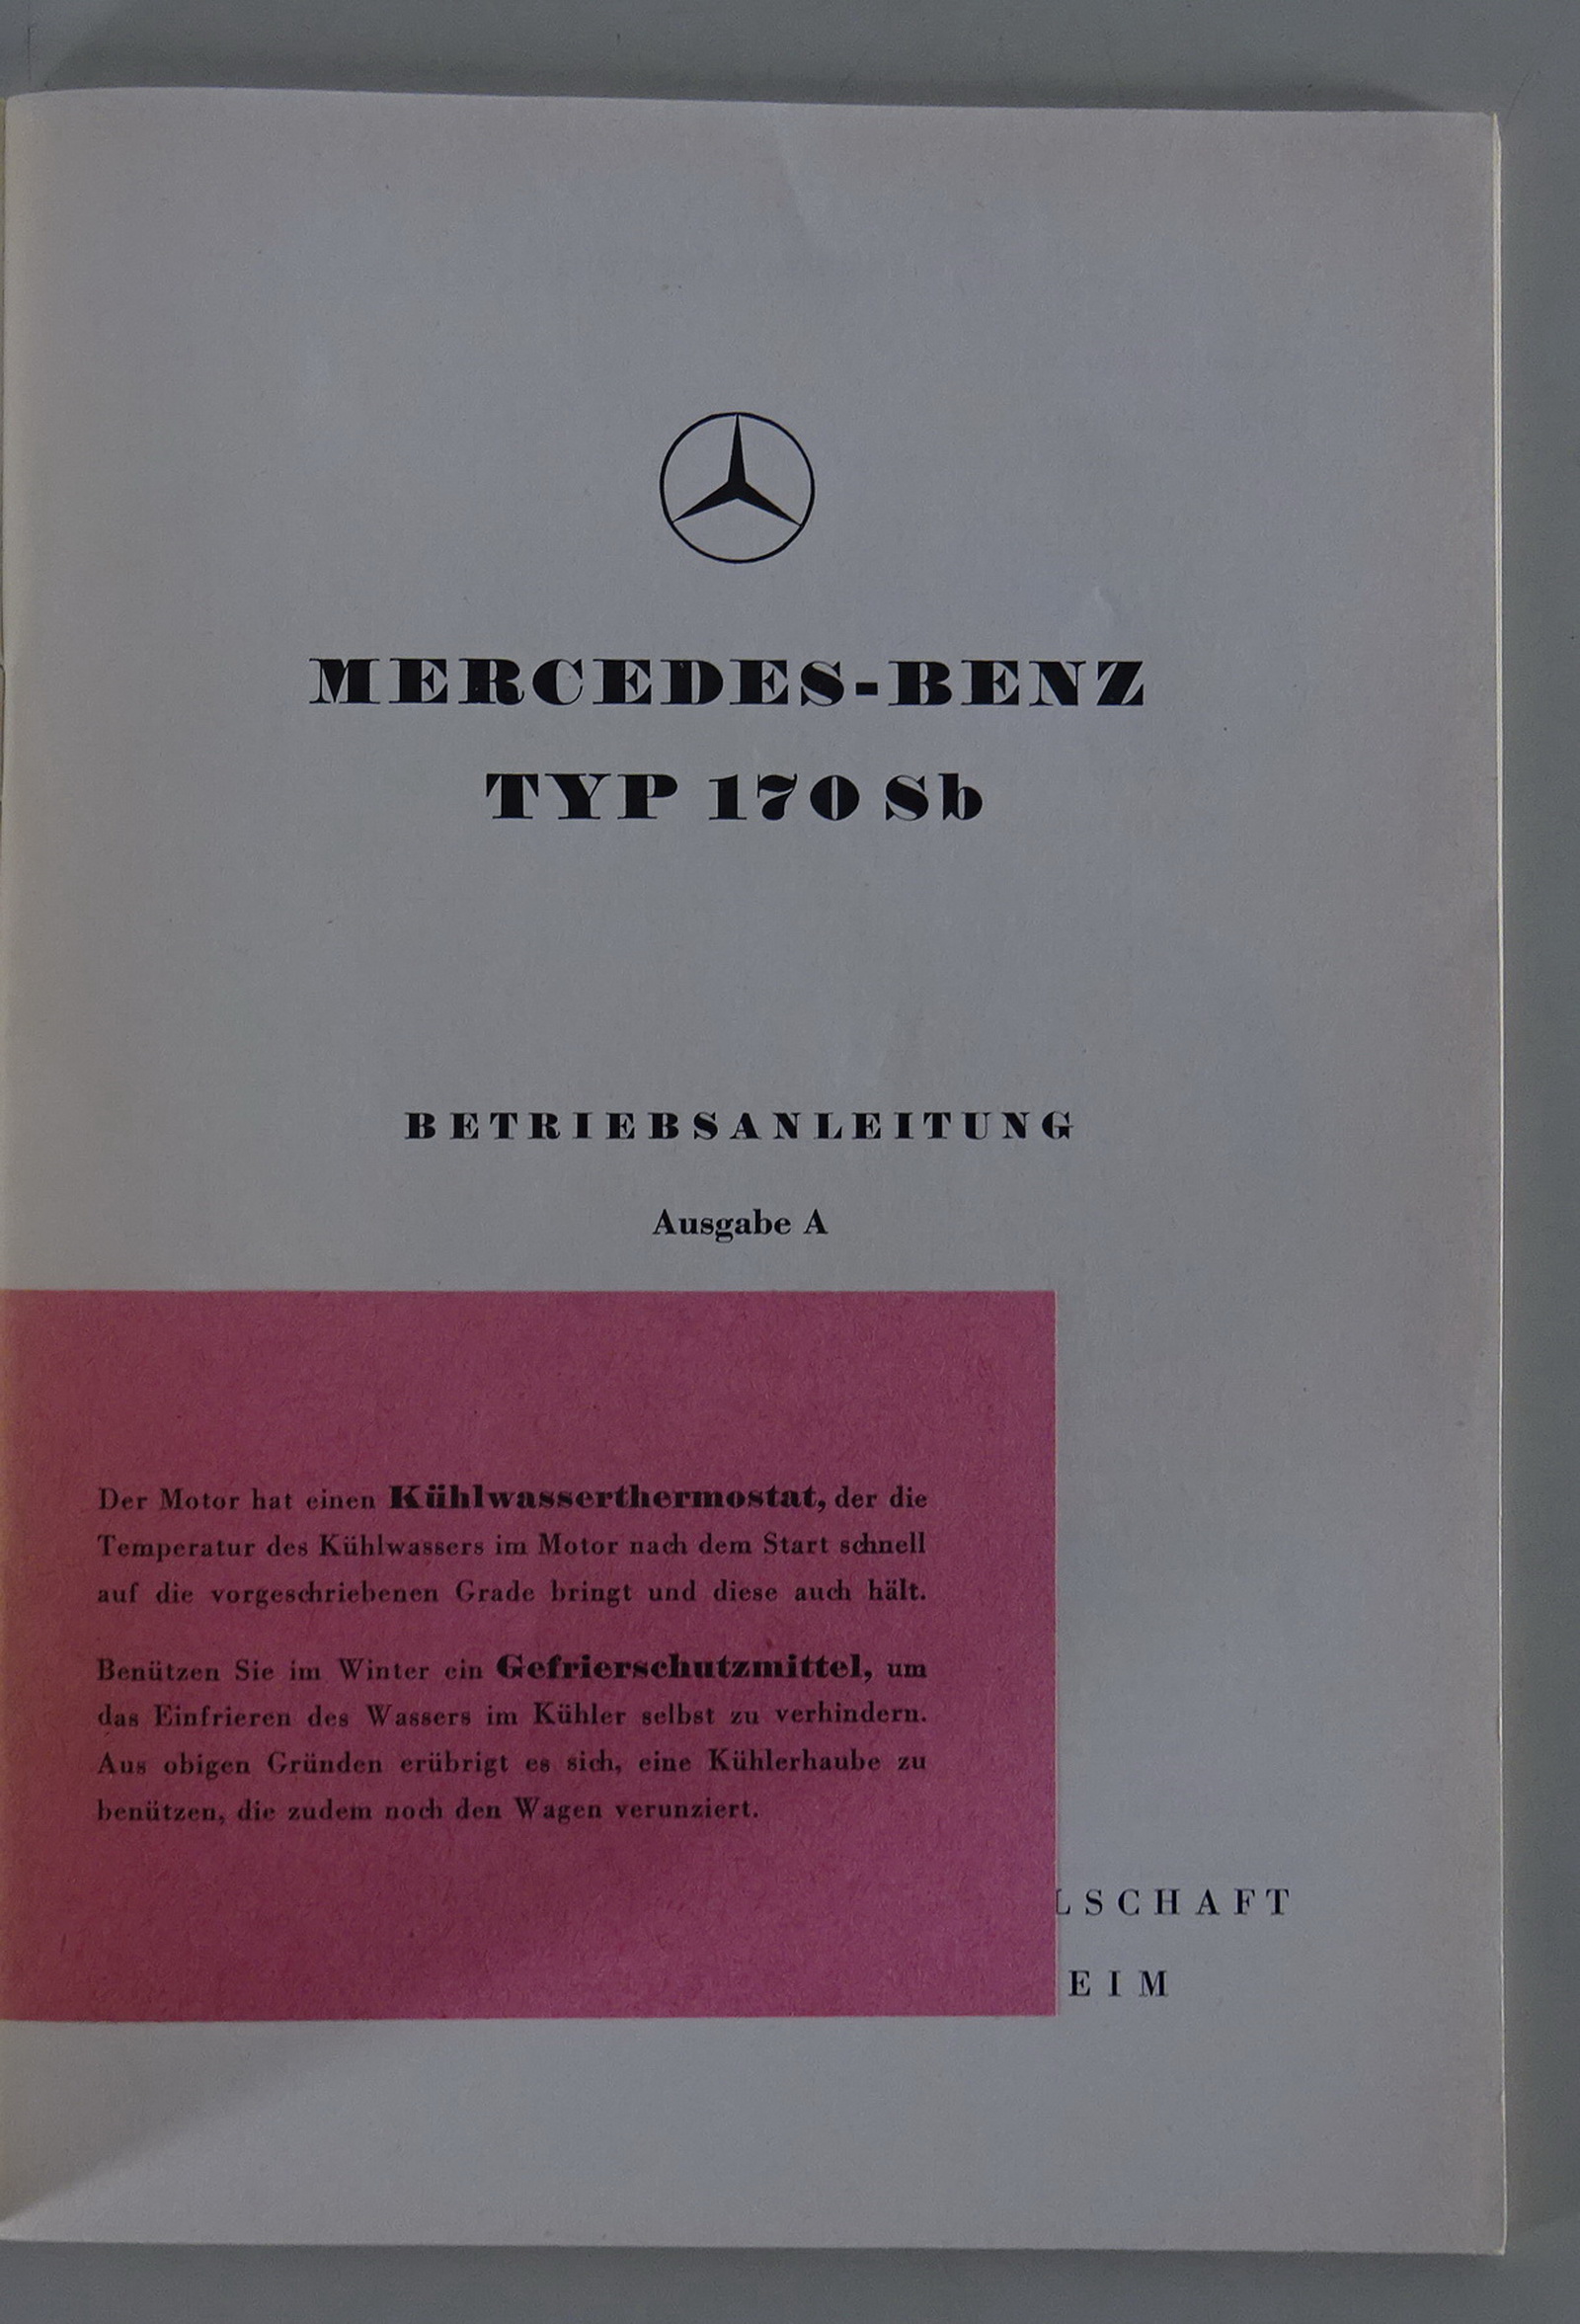 MERCEDES-BENZ
TYP 170 Sb
BETRIEBSANLEITUNG
Ausgabe A
Der Motor hat einen Kühlwasserthermostat, der die
Temperatur des Kühlwassers im Motor nach dem Start schnell
auf die vorgeschriebenen Grade bringt und diese auch hält.
Benützen Sie im Winter ein Gefrierschutzmittel, um
das Einfrieren des Wassers im Kühler selbst zu verhindern.
Aus obigen Gründen erübrigt es sich, eine Kühlerhaube zu
benützen, die zudem noch den Wagen verunziert.
LSCHAFT
EIM